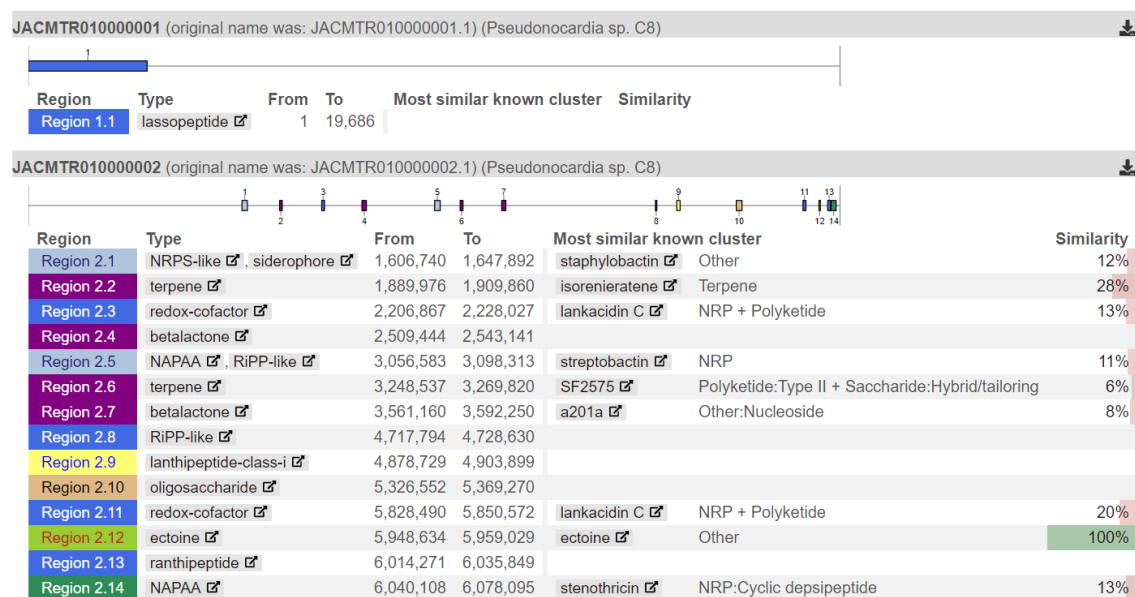 JACMTR010000001 (original name was: JACMTR010000001.1) (Pseudonocardia sp. C8)
1
Region Type From To Most similar known cluster Similarity
Region 1.1 lassopeptide 1 19,686
JACMTR010000002 (original name was: JACMTR010000002.1) (Pseudonocardia sp. C8)
1 3 5 7 9 11 13
2 4 6 8 10 12 14
Region Type From To Most similar known cluster Similarity
Region 2.1 NRPS-like , siderophore 1,606,740 1,647,892 staphylobactin Other 12%
Region 2.2 terpene 1,889,976 1,909,860 isorenieratene Terpene 28%
Region 2.3 redox-cofactor 2,206,867 2,228,027 lankacidin C NRP + Polyketide 13%
Region 2.4 betalactone 2,509,444 2,543,141
Region 2.5 NAPAA , RiPP-like 3,056,583 3,098,313 streptobactin NRP 11%
Region 2.6 terpene 3,248,537 3,269,820 SF2575 Polyketide:Type II + Saccharide:Hybrid/tailoring 6%
Region 2.7 betalactone 3,561,160 3,592,250 a201a Other:Nucleoside 8%
Region 2.8 RiPP-like 4,717,794 4,728,630
Region 2.9 lanthipeptide-class-i 4,878,729 4,903,899
Region 2.10 oligosaccharide 5,326,552 5,369,270
Region 2.11 redox-cofactor 5,828,490 5,850,572 lankacidin C NRP + Polyketide 20%
Region 2.12 ectoine 5,948,634 5,959,029 ectoine Other 100%
Region 2.13 ranthipeptide 6,014,271 6,035,849
Region 2.14 NAPAA 6,040,108 6,078,095 stenothricin NRP:Cyclic depsipeptide 13%